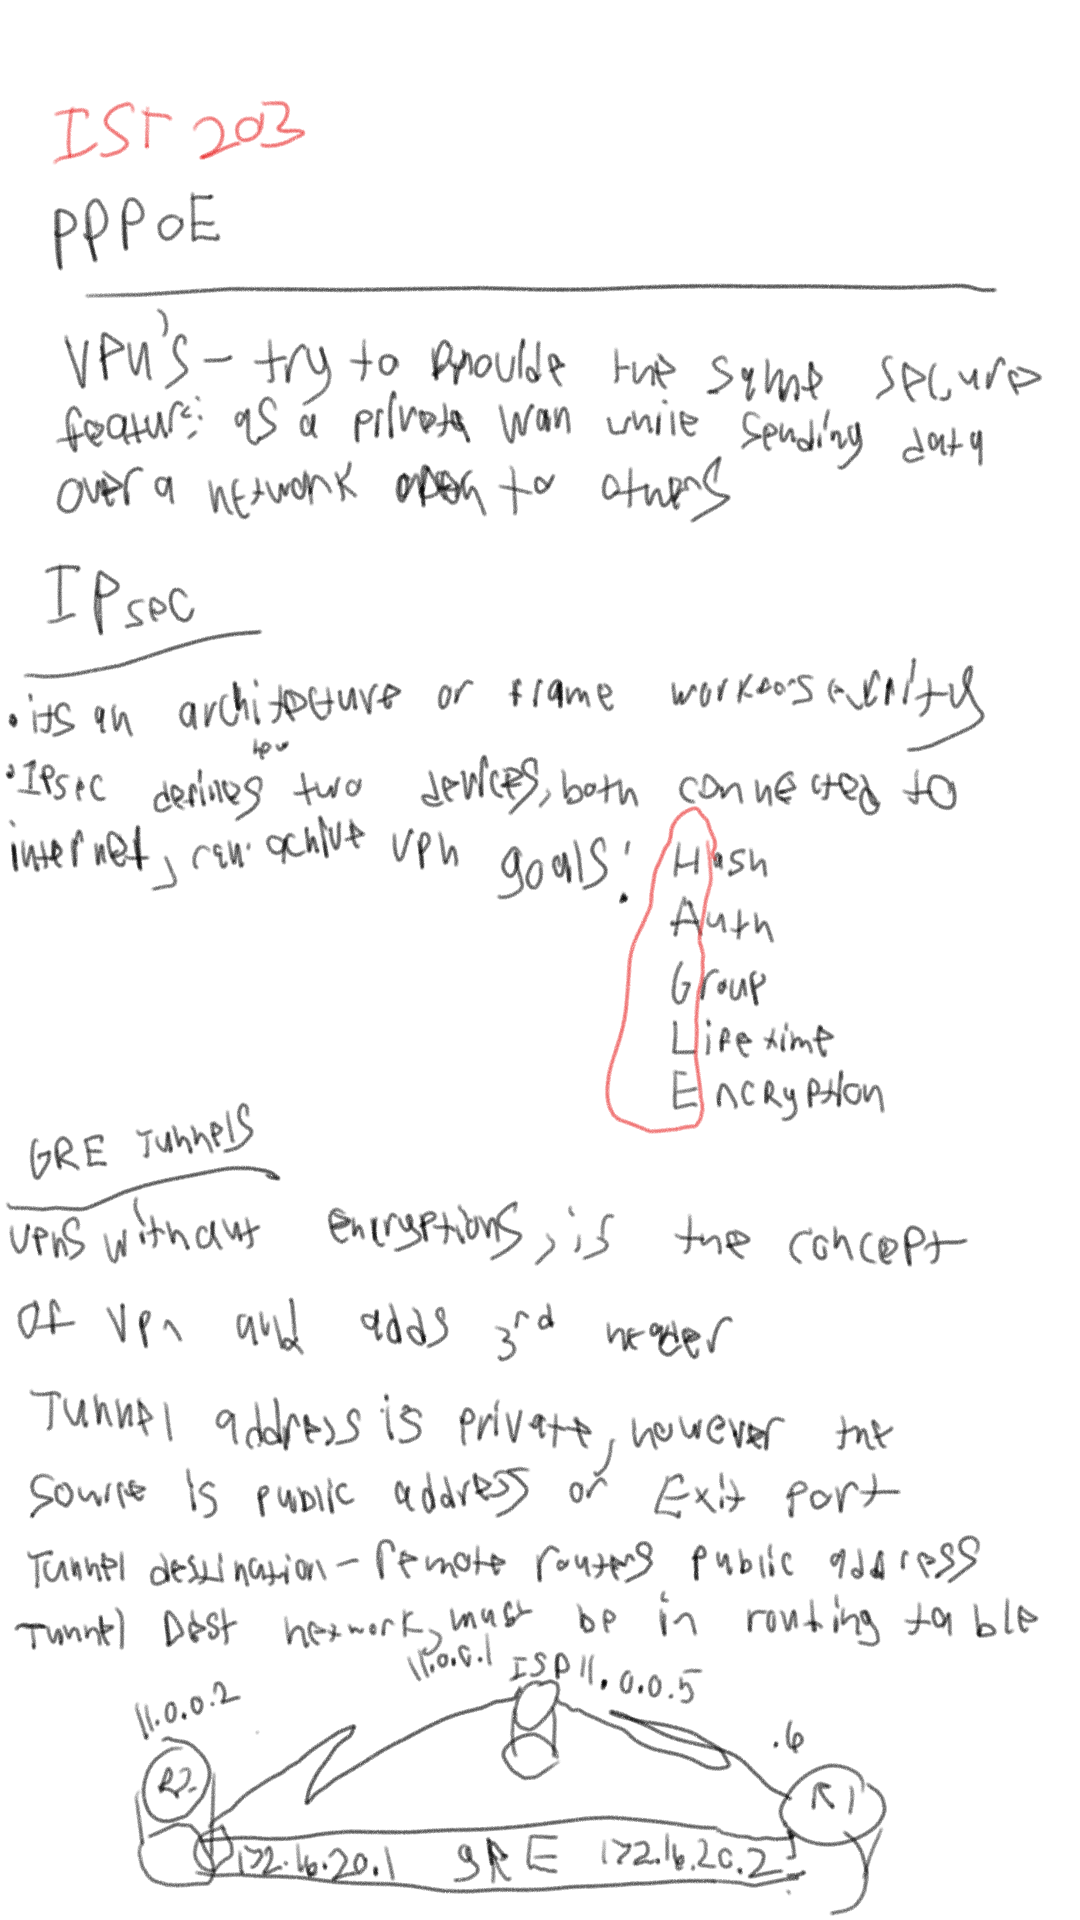 IST 203
PPPoE
VPN's - try to provide the same secure
features as a private wan while sending data
over a network open to others
IPsec
• its an architecture or frame work for security
how
• IPsec defines two devices, both connected to
internet, can achive vpn goals:
Hash
Auth
Group
Lifetime
Encryption
GRE Tunnels
VPNS without encryptions, is the concept
of vpn and adds 3rd header
Tunnel address is private, however the
source is public address or Exit port
Tunnel destination - remote routers public address
Tunnel Dest network, must be in routing table
11.0.0.1 ISP 11.0.0.5
11.0.0.2
.6
R2
R1
172.16.20.1 gRE 172.16.20.2